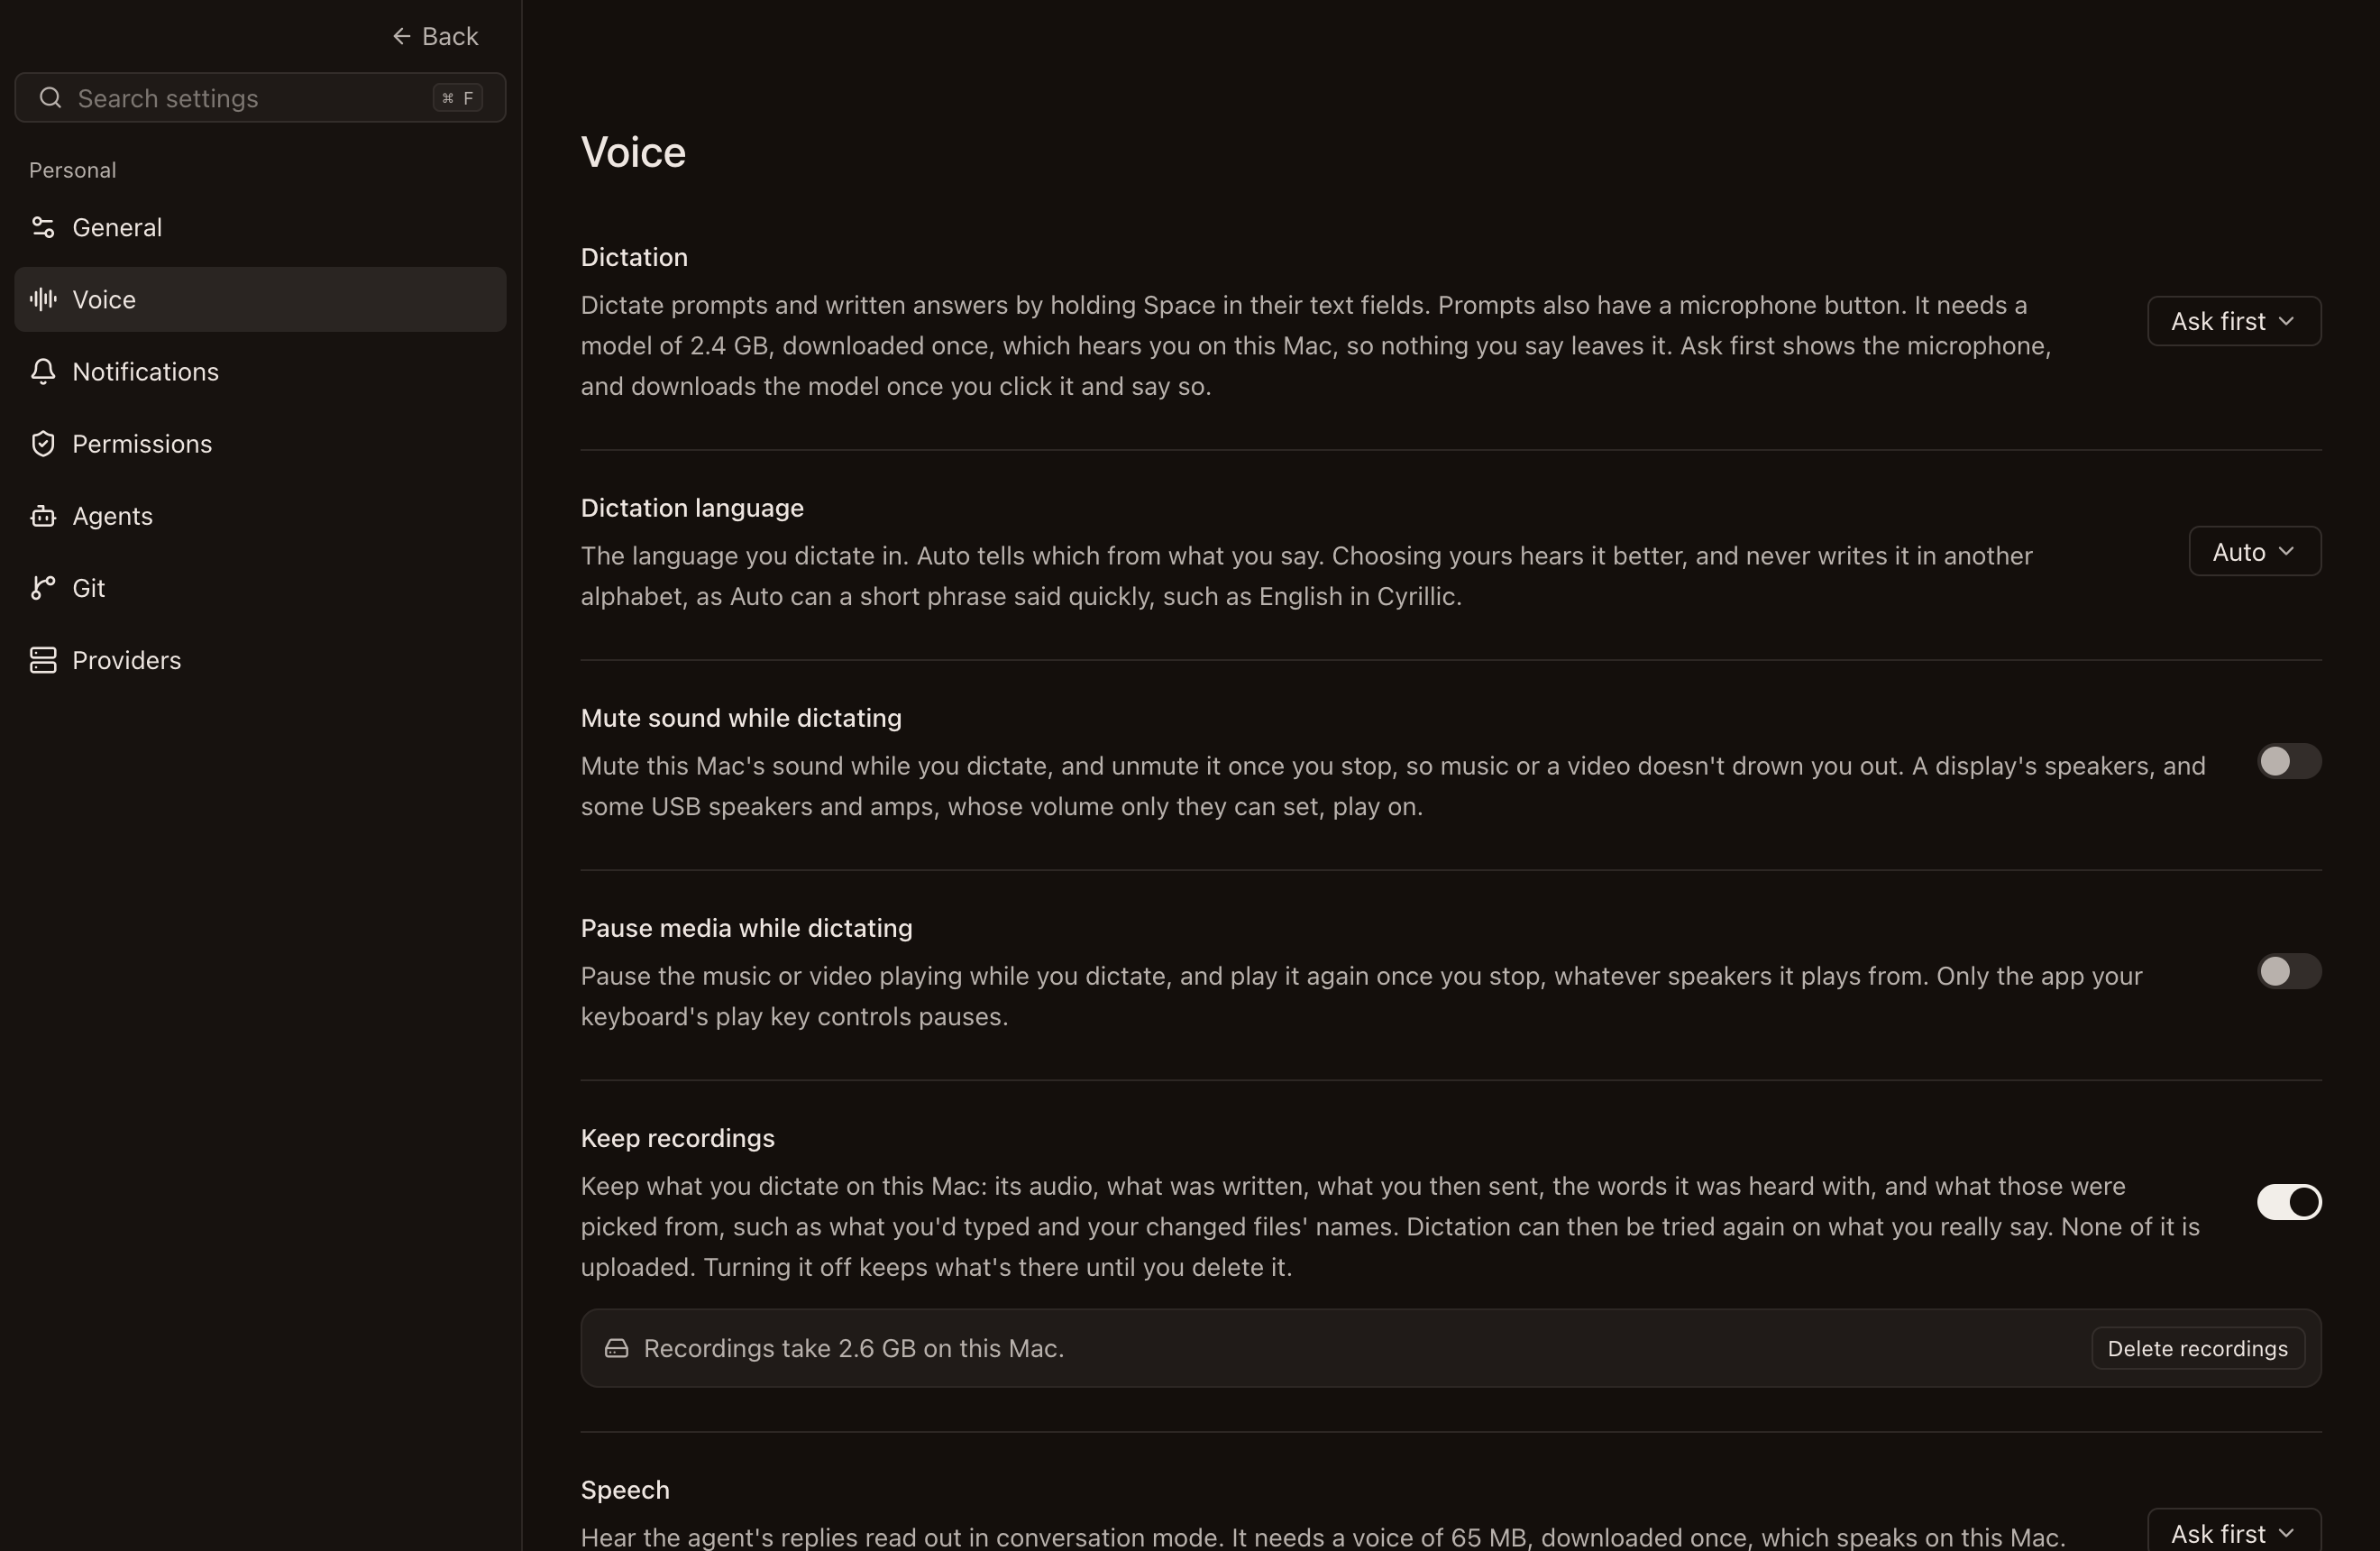 Back
Search settings
⌘ F
Personal
General
Voice
Notifications
Permissions
Agents
Git
Providers
Voice
Dictation
Dictate prompts and written answers by holding Space in their text fields. Prompts also have a microphone button. It needs a
model of 2.4 GB, downloaded once, which hears you on this Mac, so nothing you say leaves it. Ask first shows the microphone,
and downloads the model once you click it and say so.
Ask first
Dictation language
The language you dictate in. Auto tells which from what you say. Choosing yours hears it better, and never writes it in another
alphabet, as Auto can a short phrase said quickly, such as English in Cyrillic.
Auto
Mute sound while dictating
Mute this Mac's sound while you dictate, and unmute it once you stop, so music or a video doesn't drown you out. A display's speakers, and
some USB speakers and amps, whose volume only they can set, play on.
Pause media while dictating
Pause the music or video playing while you dictate, and play it again once you stop, whatever speakers it plays from. Only the app your
keyboard's play key controls pauses.
Keep recordings
Keep what you dictate on this Mac: its audio, what was written, what you then sent, the words it was heard with, and what those were
picked from, such as what you'd typed and your changed files' names. Dictation can then be tried again on what you really say. None of it is
uploaded. Turning it off keeps what's there until you delete it.
Recordings take 2.6 GB on this Mac.
Delete recordings
Speech
Hear the agent's replies read out in conversation mode. It needs a voice of 65 MB, downloaded once, which speaks on this Mac.
Ask first